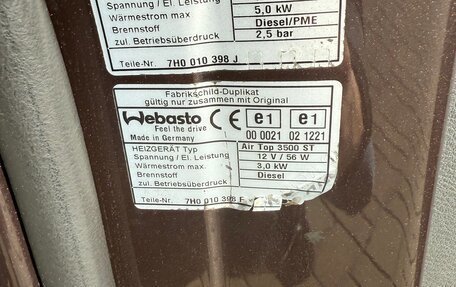 Spannung / El. Leistung
Wärmestrom max 5,0 kW
Brennstoff Diesel/PME
zul. Betriebsüberdruck 2,5 bar
Teile-Nr. 7H0 010 398 J
Fabrikschild-Duplikat
gültig nur zusammen mit Original
Webasto CE e1 e1
Feel the drive 00 0021 02 1221
Made in Germany
HEIZGERÄT Typ Air Top 3500 ST
Spannung / El. Leistung 12 V / 56 W
Wärmestrom max 3,0 kW
Brennstoff Diesel
zul. Betriebsüberdruck
Teile-Nr. 7H0 010 398 F